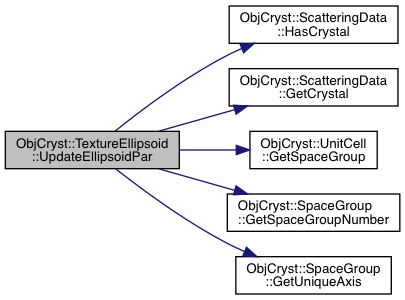 ObjCryst::ScatteringData
::HasCrystal
ObjCryst::ScatteringData
::GetCrystal
ObjCryst::TextureEllipsoid
::UpdateEllipsoidPar
ObjCryst::UnitCell
::GetSpaceGroup
ObjCryst::SpaceGroup
::GetSpaceGroupNumber
ObjCryst::SpaceGroup
::GetUniqueAxis